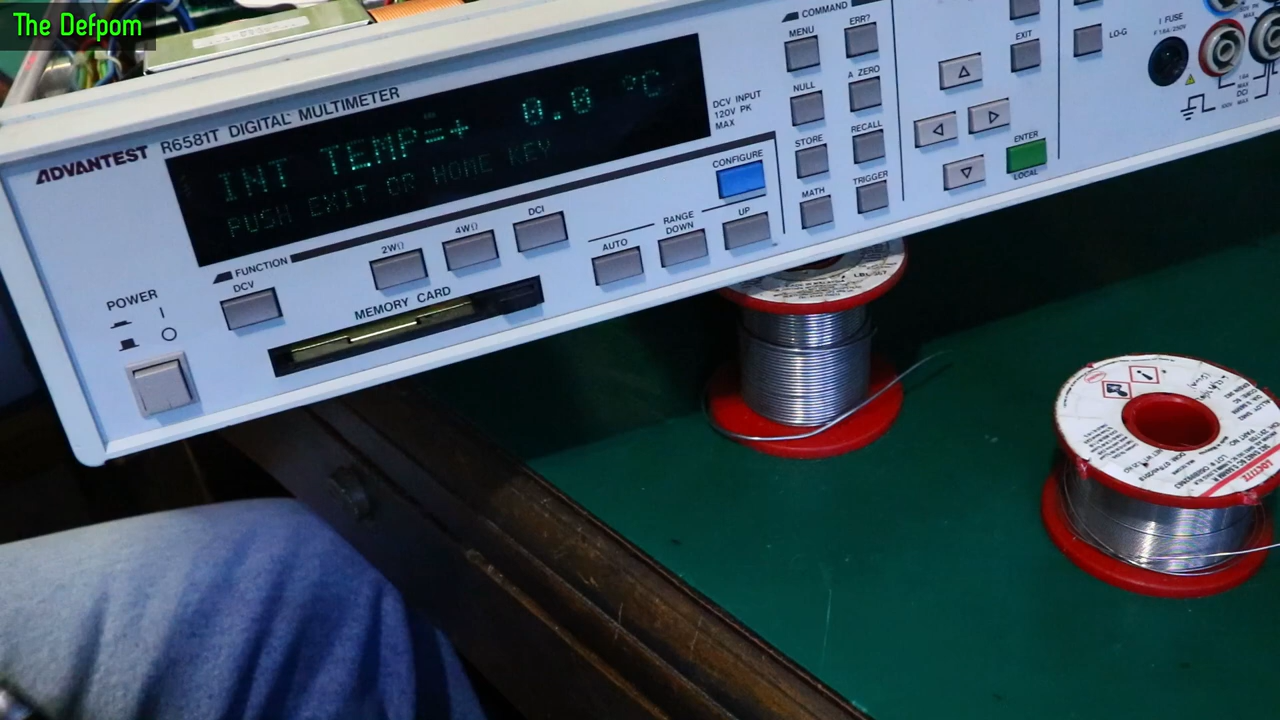 The Defpom
ADVANTEST R6581T DIGITAL MULTIMETER
INT TEMP=+ 0.0 °C
PUSH EXIT OR HOME KEY
DCV INPUT
120V PK
MAX
COMMAND
MENU
ERR?
NULL
A ZERO
STORE
RECALL
MATH
TRIGGER
EXIT
ENTER
LOCAL
LOG
I FUSE
CONFIGURE
FUNCTION
DCV
2WΩ
4WΩ
DCI
AUTO
RANGE
DOWN
UP
MEMORY CARD
POWER
I
O
LOCTITE